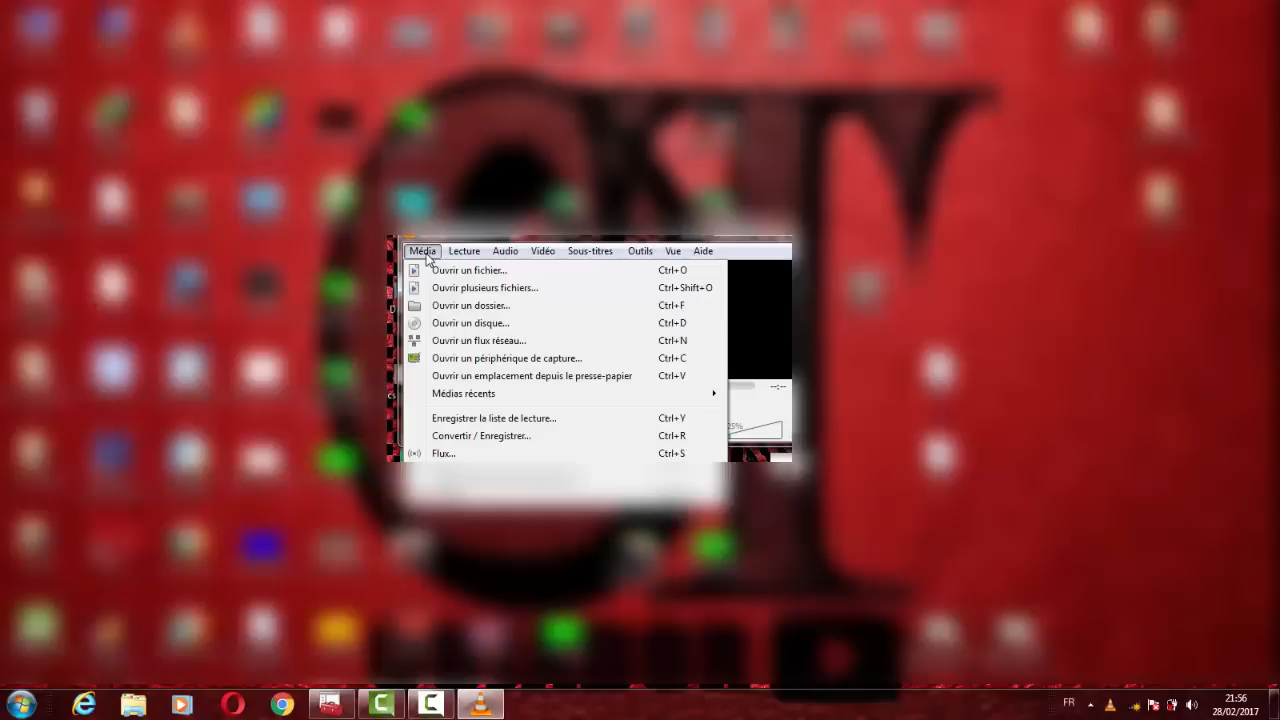 Média Lecture Audio Vidéo Sous-titres Outils Vue Aide
Ouvrir un fichier... Ctrl+O
Ouvrir plusieurs fichiers... Ctrl+Shift+O
Ouvrir un dossier... Ctrl+F
Ouvrir un disque... Ctrl+D
Ouvrir un flux réseau... Ctrl+N
Ouvrir un périphérique de capture... Ctrl+C
Ouvrir un emplacement depuis le presse-papier Ctrl+V
Médias récents
--:--
Enregistrer la liste de lecture... Ctrl+Y
Convertir / Enregistrer... Ctrl+R
Flux... Ctrl+S
FR
21:56
28/02/2017